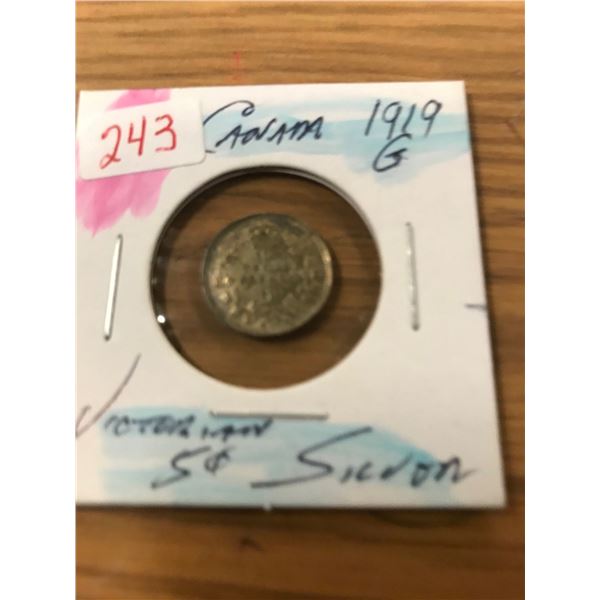 243 CANADA 1919
G
VICTORIAN
5¢ SILVER